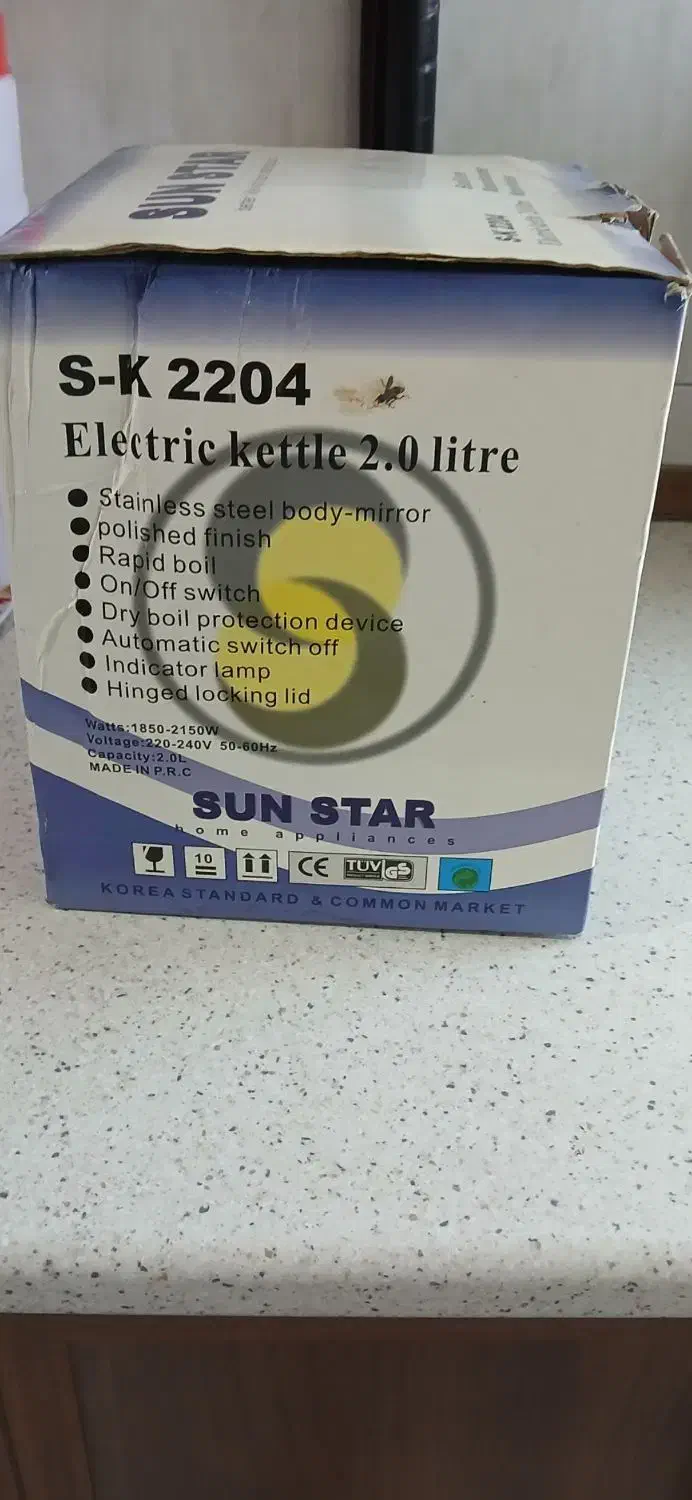 SUN STAR
S-K 2204
S-K 2204
Electric kettle 2.0 litre
● Stainless steel body-mirror
● polished finish
● Rapid boil
● On/Off switch
● Dry boil protection device
● Automatic switch off
● Indicator lamp
● Hinged locking lid
Watts:1850-2150W
Voltage:220-240V 50-60Hz
Capacity:2.0L
MADE IN P.R.C
SUN STAR
home appliances
10 CE TUV GS
KOREA STANDARD & COMMON MARKET